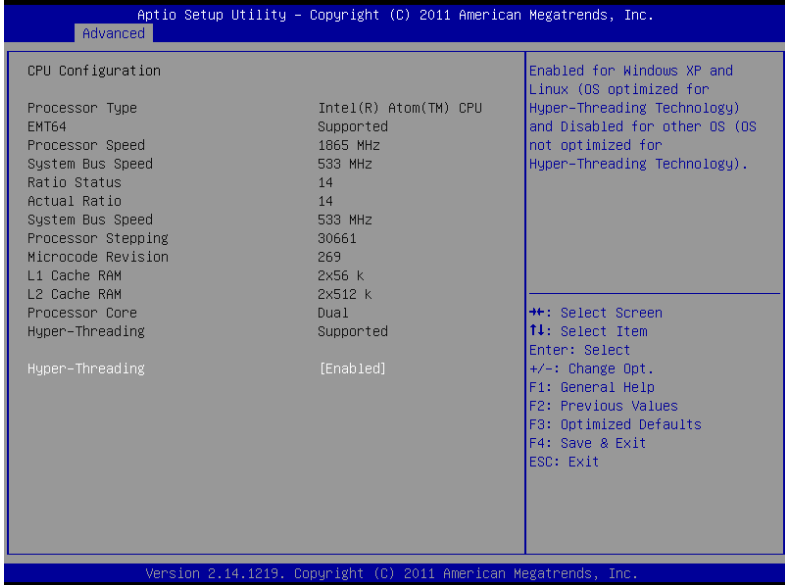 Aptio Setup Utility – Copyright (C) 2011 American Megatrends, Inc.
Advanced
CPU Configuration
Processor Type Intel(R) Atom(TM) CPU
EMT64 Supported
Processor Speed 1865 MHz
System Bus Speed 533 MHz
Ratio Status 14
Actual Ratio 14
System Bus Speed 533 MHz
Processor Stepping 30661
Microcode Revision 269
L1 Cache RAM 2x56 k
L2 Cache RAM 2x512 k
Processor Core Dual
Hyper-Threading Supported
Hyper-Threading [Enabled]
Enabled for Windows XP and
Linux (OS optimized for
Hyper-Threading Technology)
and Disabled for other OS (OS
not optimized for
Hyper-Threading Technology).
→←: Select Screen
↑↓: Select Item
Enter: Select
+/-: Change Opt.
F1: General Help
F2: Previous Values
F3: Optimized Defaults
F4: Save & Exit
ESC: Exit
Version 2.14.1219. Copyright (C) 2011 American Megatrends, Inc.